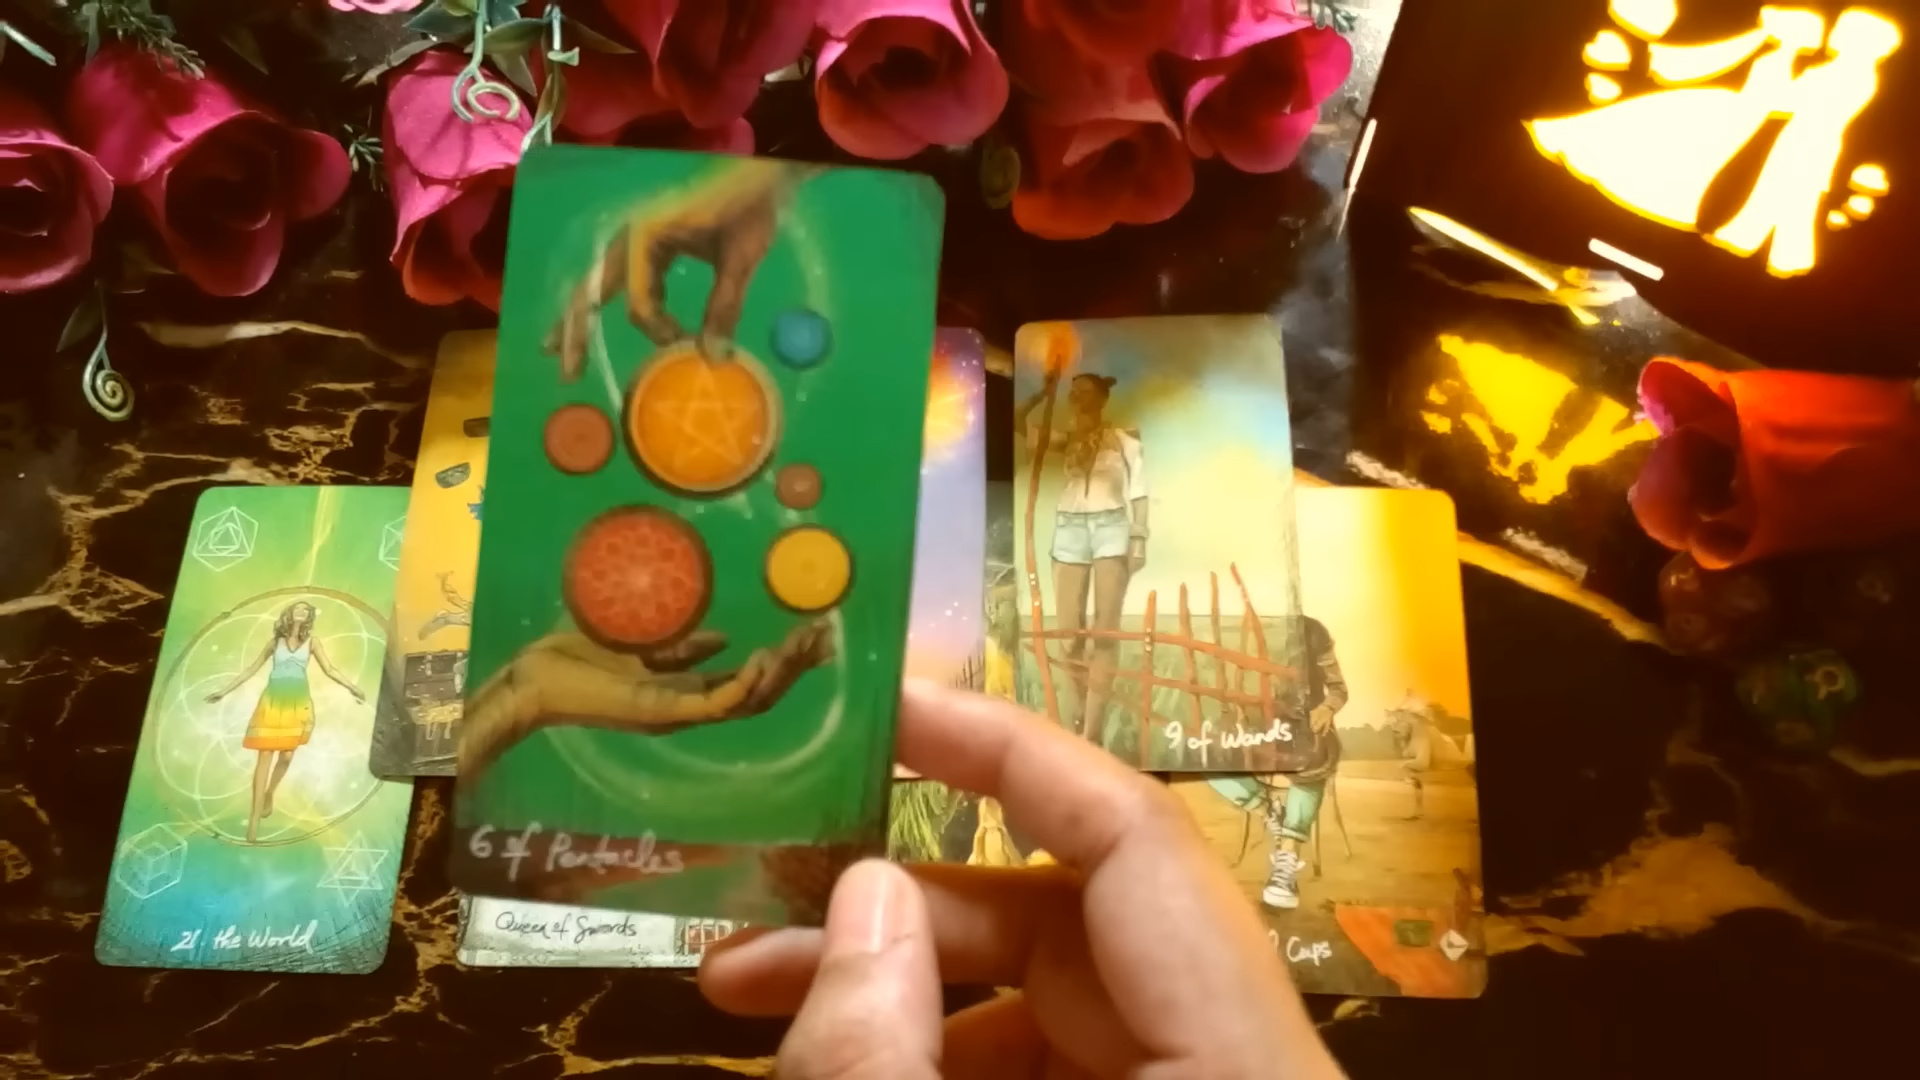 6 of Pentacles
9 of Wands
Queen of Swords
21. the World
Cups